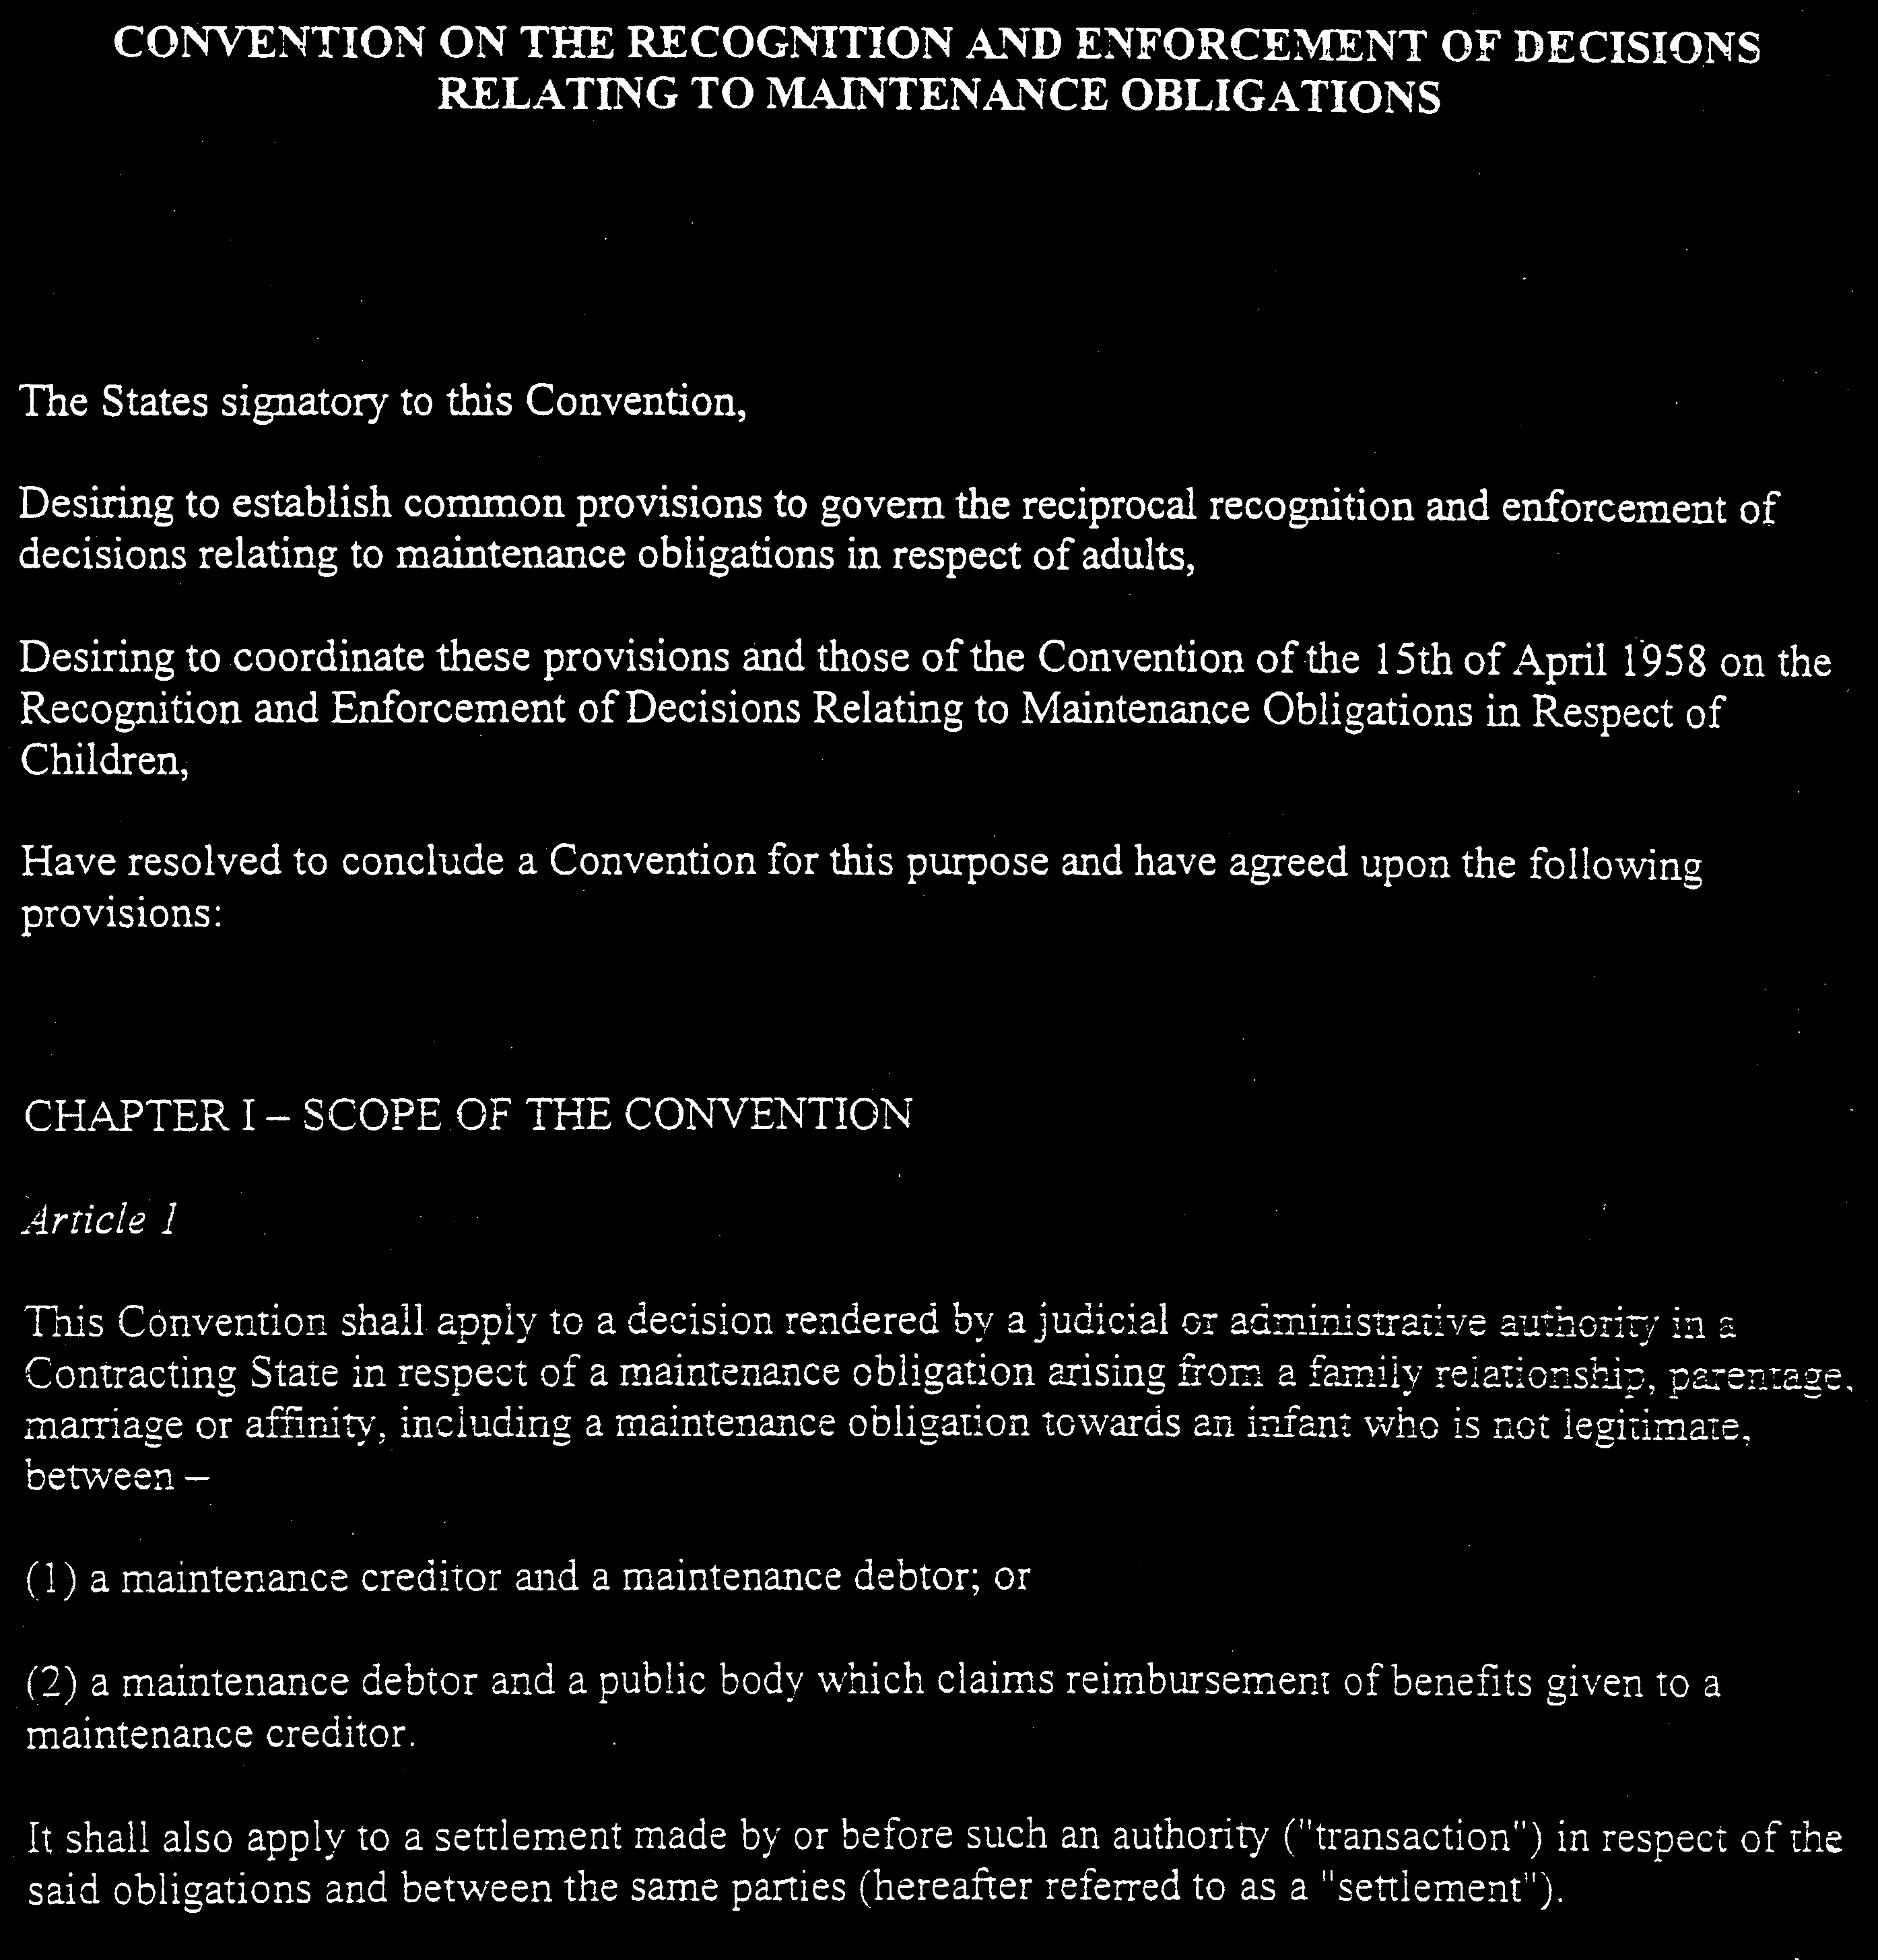 CONVENTION ON THE RECOGNITION AND ENFORCEMENT OF DECISIONS
RELATING TO MAINTENANCE OBLIGATIONS
The States signatory to this Convention,
Desiring to establish common provisions to govern the reciprocal recognition and enforcement of
decisions relating to maintenance obligations in respect of adults,
Desiring to coordinate these provisions and those of the Convention of the 15th of April 1958 on the
Recognition and Enforcement of Decisions Relating to Maintenance Obligations in Respect of
Children,
Have resolved to conclude a Convention for this purpose and have agreed upon the following
provisions:
CHAPTER I – SCOPE OF THE CONVENTION
Article 1
This Convention shall apply to a decision rendered by a judicial or administrative authority in a
Contracting State in respect of a maintenance obligation arising from a family relationship, parentage,
marriage or affinity, including a maintenance obligation towards an infant who is not legitimate,
between –
(1) a maintenance creditor and a maintenance debtor; or
(2) a maintenance debtor and a public body which claims reimbursement of benefits given to a
maintenance creditor.
It shall also apply to a settlement made by or before such an authority ("transaction") in respect of the
said obligations and between the same parties (hereafter referred to as a "settlement").